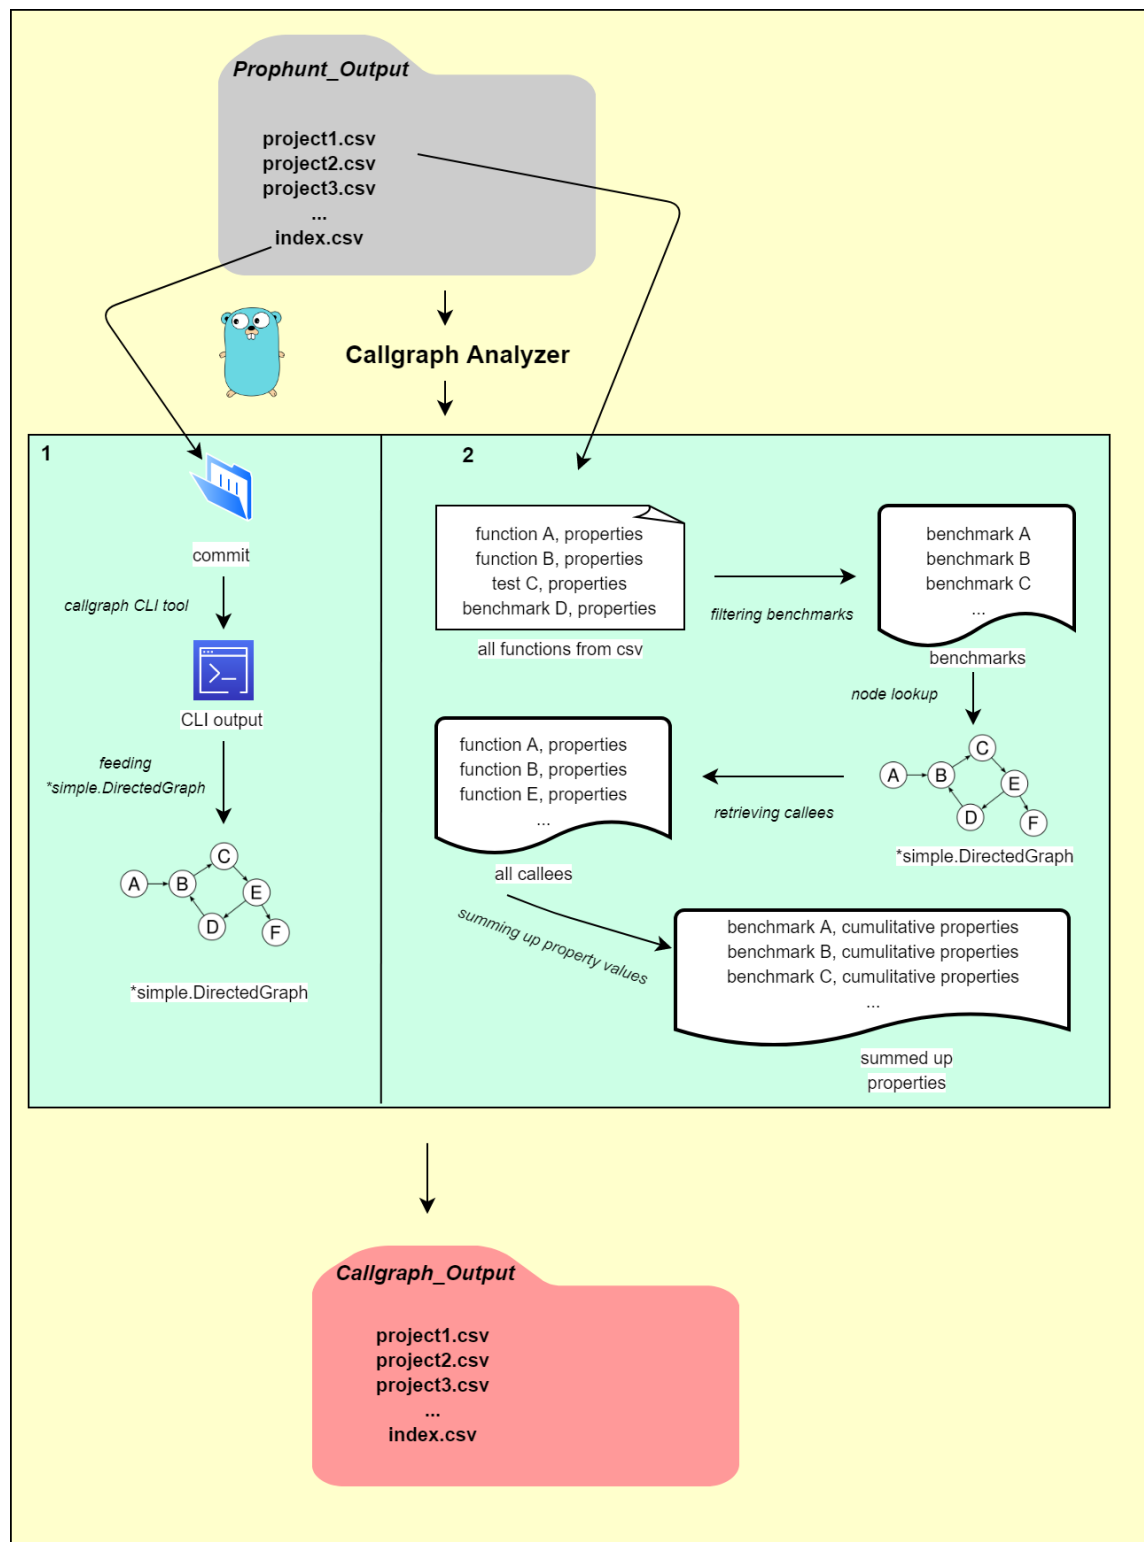 Prophunt_Output
project1.csv
project2.csv
project3.csv
...
index.csv
Callgraph Analyzer
1
commit
callgraph CLI tool
>_
CLI output
feeding
*simple.DirectedGraph
A
B
C
D
E
F
*simple.DirectedGraph
2
function A, properties
function B, properties
test C, properties
benchmark D, properties
all functions from csv
filtering benchmarks
benchmark A
benchmark B
benchmark C
...
benchmarks
node lookup
A
B
C
D
E
F
*simple.DirectedGraph
retrieving callees
function A, properties
function B, properties
function E, properties
...
all callees
summing up property values
benchmark A, cumulitative properties
benchmark B, cumulitative properties
benchmark C, cumulitative properties
...
summed up
properties
Callgraph_Output
project1.csv
project2.csv
project3.csv
...
index.csv